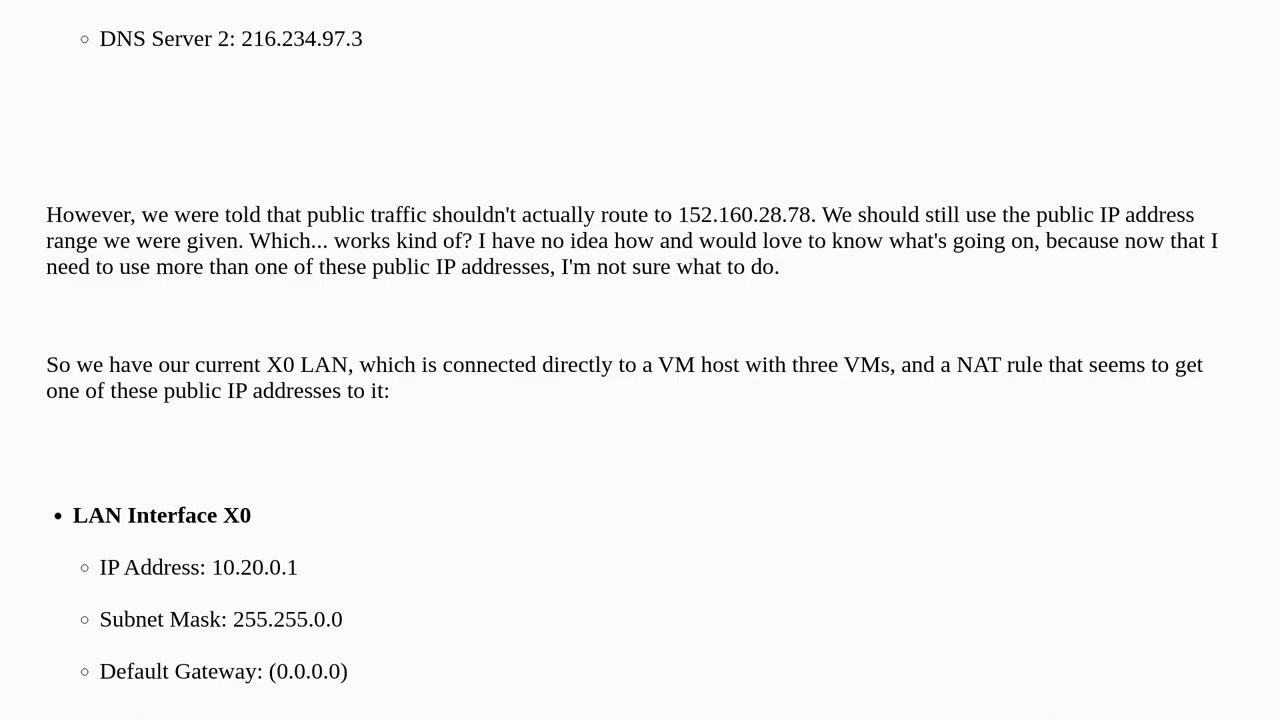 ◦ DNS Server 2: 216.234.97.3
However, we were told that public traffic shouldn't actually route to 152.160.28.78. We should still use the public IP address
range we were given. Which... works kind of? I have no idea how and would love to know what's going on, because now that I
need to use more than one of these public IP addresses, I'm not sure what to do.
So we have our current X0 LAN, which is connected directly to a VM host with three VMs, and a NAT rule that seems to get
one of these public IP addresses to it:
• LAN Interface X0
◦ IP Address: 10.20.0.1
◦ Subnet Mask: 255.255.0.0
◦ Default Gateway: (0.0.0.0)